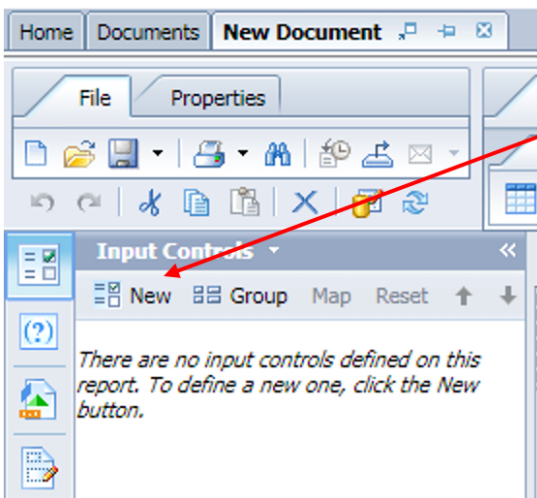 Home Documents New Document
File Properties
Input Controls
New Group Map Reset
(?)
There are no input controls defined on this
report. To define a new one, click the New
button.